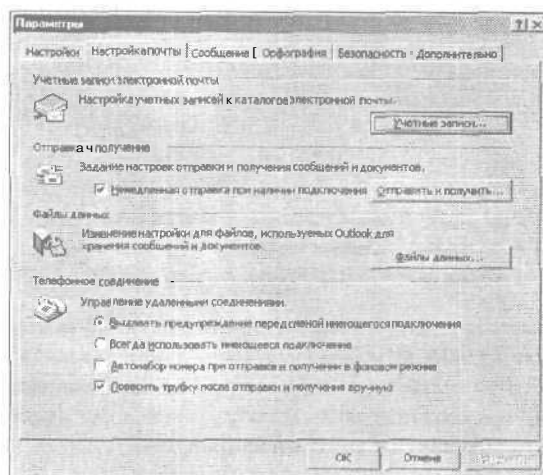 Параметры
Настройки Настройка почты Сообщение [ Орфография Безопасность Дополнительно
Учетные записи электронной почты
Настройка учетных записей к каталогов электронной почты.
Учетные записи...
Отправка ч получение
Задание настроек отправки и получения сообщений и документов.
Немедленная отправка при наличии подключения Отправить и получить...
Файлы данных
Изменение настройки для файлов, используемых Outlook для
хранения сообщений и документов.
Файлы данных...
Телефонное соединение
Управление удаленными соединениями.
Выдавать предупреждение перед сменой имеющегося подключения
Всегда использовать имеющееся подключение
Автонабор номера при отправке и получении в фоновом режиме
Повесить трубку после отправки и получения вручную
OK Отмена